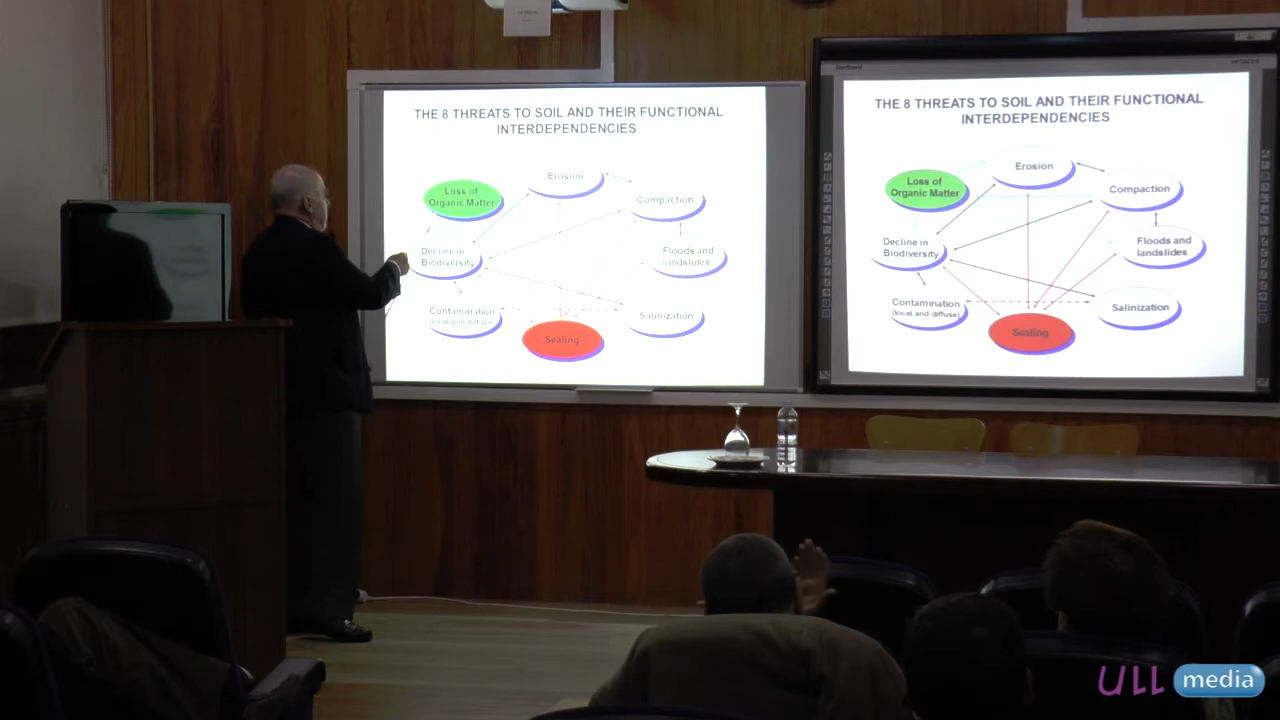 THE 8 THREATS TO SOIL AND THEIR FUNCTIONAL
INTERDEPENDENCIES
Erosion
Loss of
Organic Matter
Compaction
Decline in
Biodiversity
Floods and
landslides
Contamination
(local and diffuse)
Salinization
Sealing
THE 8 THREATS TO SOIL AND THEIR FUNCTIONAL
INTERDEPENDENCIES
Erosion
Loss of
Organic Matter
Compaction
Decline in
Biodiversity
Floods and
landslides
Contamination
(local and diffuse)
Salinization
Sealing
HITACHI
ULL media